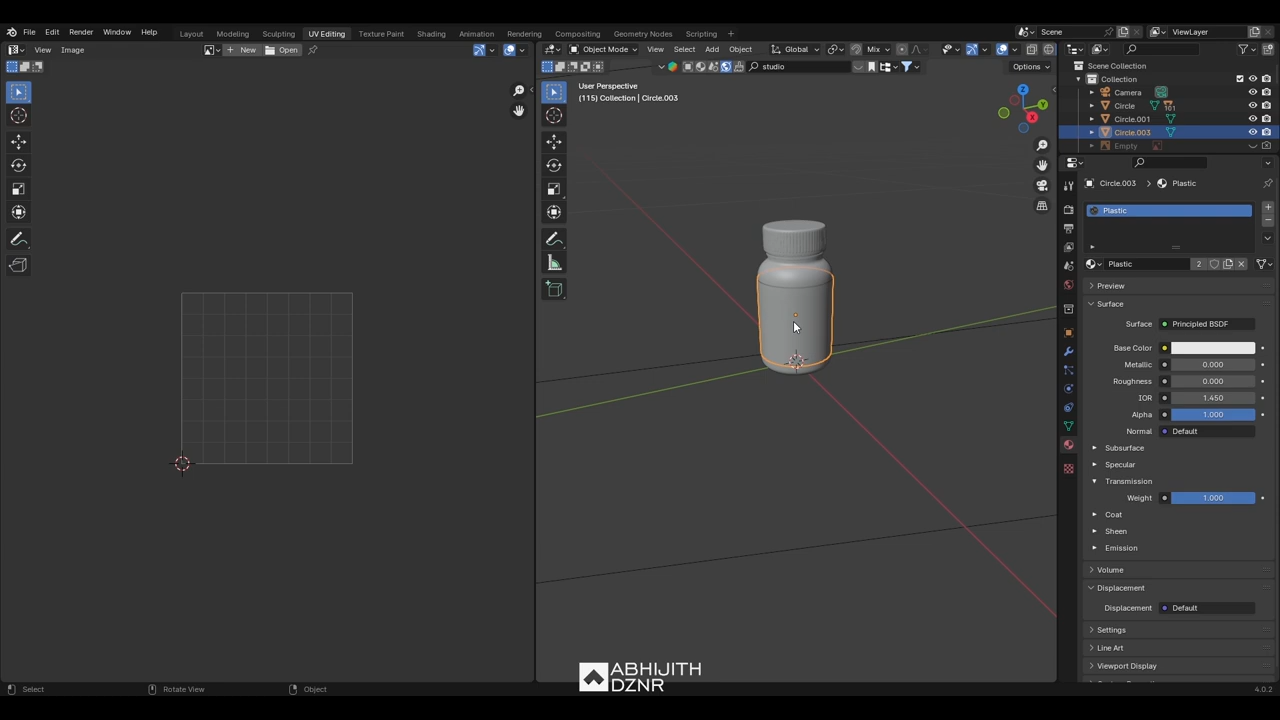 File Edit Render Window Help Layout Modeling Sculpting UV Editing Texture Paint Shading Animation Rendering Compositing Geometry Nodes Scripting Scene ViewLayer
View Image New Open Object Mode View Select Add Object Global Mix
studio Options
User Perspective
(115) Collection | Circle.003
Scene Collection
Collection
Camera
Circle 101
Circle.001
Circle.003
Empty
X
Y
Z
Circle.003 Plastic
Plastic
Plastic 2
Preview
Surface
Surface Principled BSDF
Base Color
Metallic 0.000
Roughness 0.000
IOR 1.450
Alpha 1.000
Normal Default
Subsurface
Specular
Transmission
Weight 1.000
Coat
Sheen
Emission
Volume
Displacement
Displacement Default
Settings
Line Art
Viewport Display
ABHIJITH
DZNR
Select Rotate View Object 4.0.2